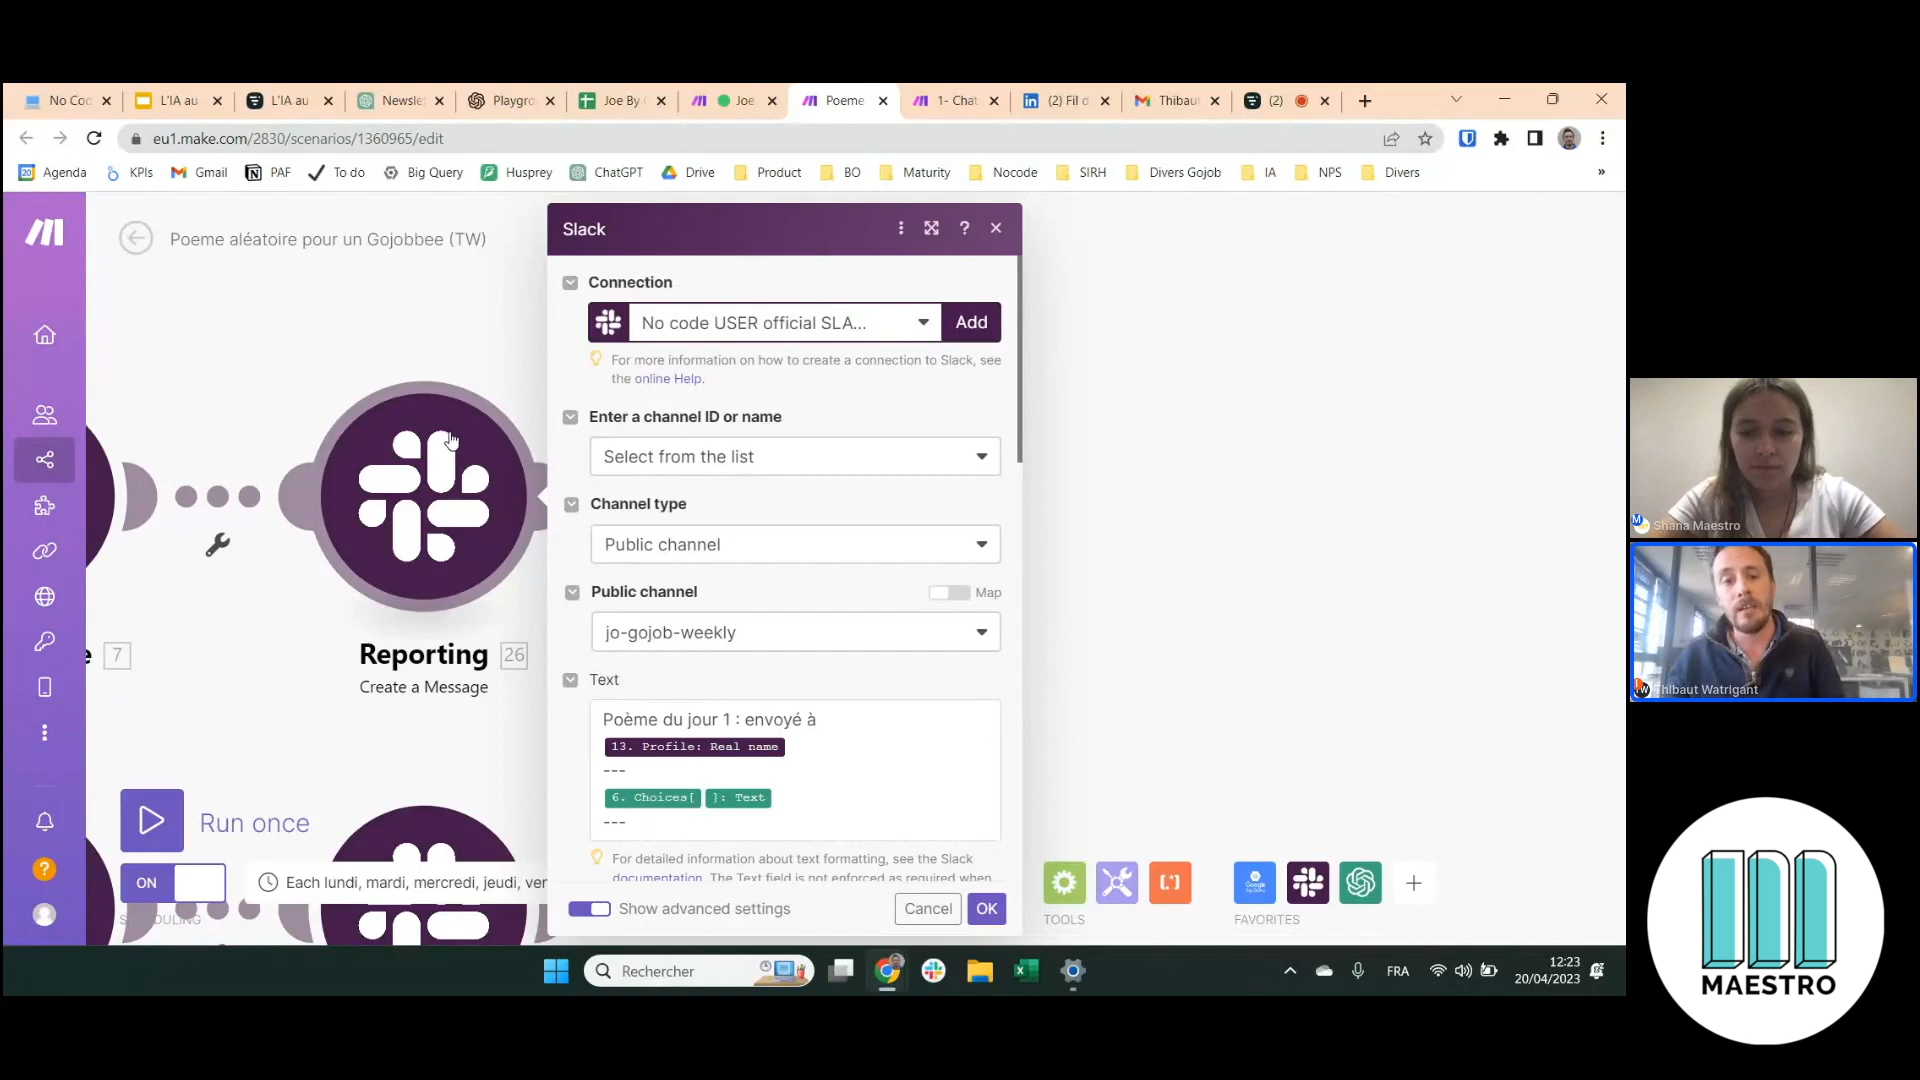 No Co
L'IA au
L'IA au
Newsle
Playgro
Joe By
Joe
Poeme
1- Chat
(2) Fil d
Thibau
(2)
eu1.make.com/2830/scenarios/1360965/edit
Agenda
KPIs
Gmail
PAF
To do
Big Query
Husprey
ChatGPT
Drive
Product
BO
Maturity
Nocode
SIRH
Divers Gojob
IA
NPS
Divers
»
Poeme aléatoire pour un Gojobbee (TW)
Slack
Connection
No code USER official SLA...
Add
For more information on how to create a connection to Slack, see
the online Help.
Enter a channel ID or name
Select from the list
Channel type
Public channel
Public channel
Map
jo-gojob-weekly
Text
Poème du jour 1 : envoyé à
13. Profile: Real name
---
6. Choices[ ]: Text
---
For detailed information about text formatting, see the Slack
documentation. The Text field is not enforced as required when
Show advanced settings
Cancel
OK
e 7
Reporting 26
Create a Message
Run once
ON
Each lundi, mardi, mercredi, jeudi, ver
TOOLS
FAVORITES
Rechercher
FRA
12:23
20/04/2023
Shana Maestro
Thibaut Watrigant
MAESTRO